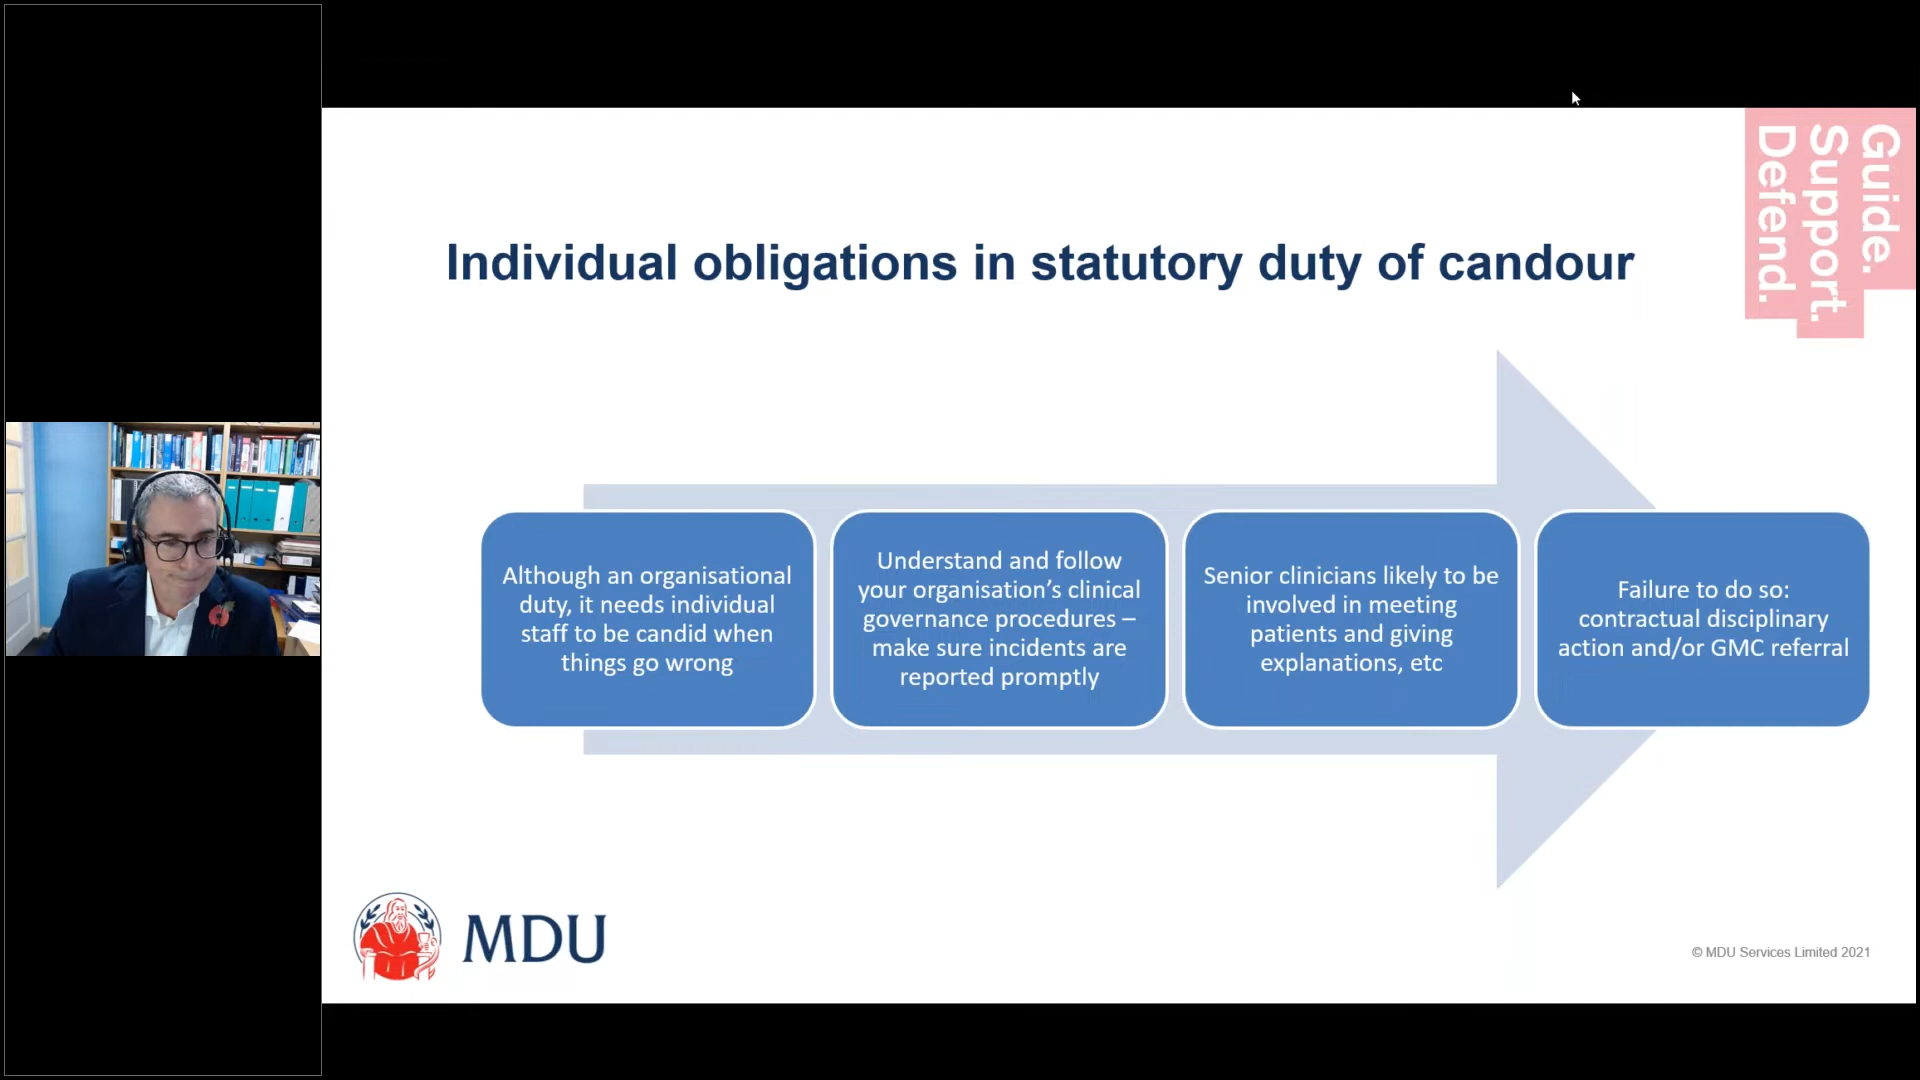 Guide.
Support.
Defend.
Individual obligations in statutory duty of candour
Although an organisational
duty, it needs individual
staff to be candid when
things go wrong
Understand and follow
your organisation’s clinical
governance procedures –
make sure incidents are
reported promptly
Senior clinicians likely to be
involved in meeting
patients and giving
explanations, etc
Failure to do so:
contractual disciplinary
action and/or GMC referral
MDU
© MDU Services Limited 2021